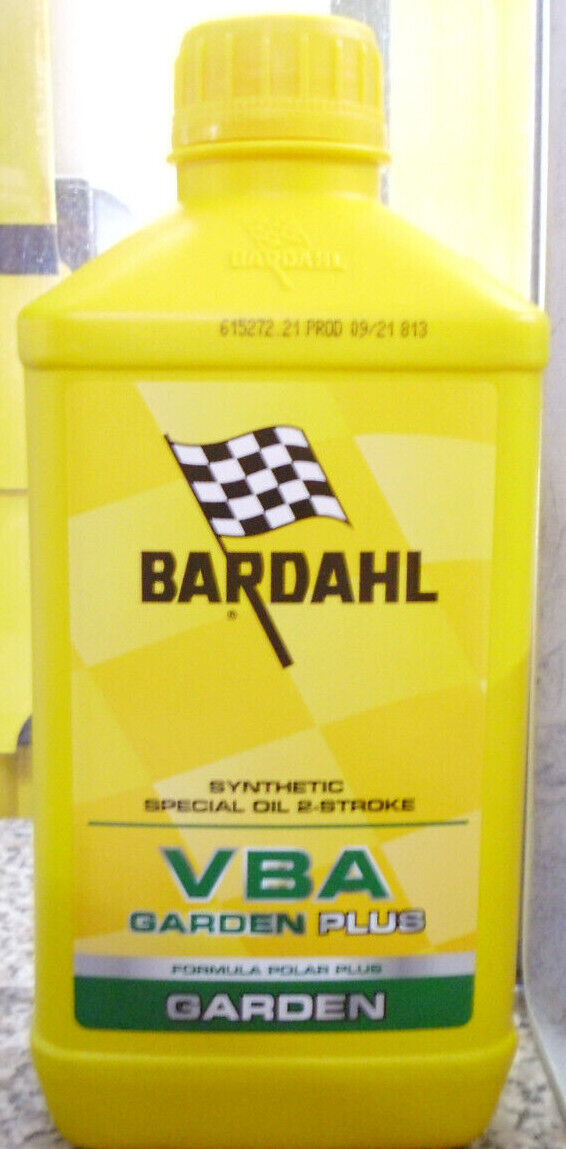 BARDAHL
615272.21 PROD 09/21 813
BARDAHL
®
SYNTHETIC
SPECIAL OIL 2-STROKE
VBA
GARDEN PLUS
FORMULA POLAR PLUS
GARDEN